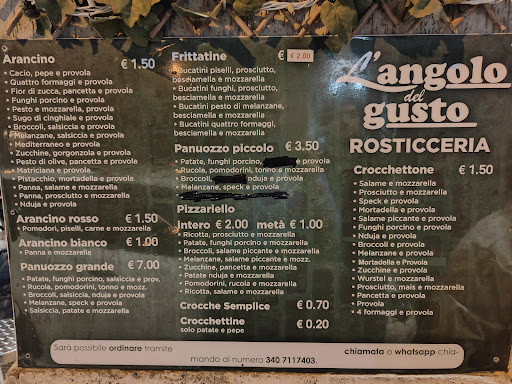 Arancino € 1.50
• Cacio, pepe e provola
• Quattro formaggi e provola
• Fior di zucca, pancetta e provola
• Funghi porcino e provola
• Pesto e mozzarella, provola
• Sugo di cinghiale e provola
• Broccoli, salsiccia e provola
• Melanzane, salsiccia e provola
• Mediterraneo e provola
• Zucchine, gorgonzola e provola
• Pesto di olive, pancetta e provola
• Matriciana e provola
• Pistacchio, mortadella e provola
• Panna, salame e mozzarella
• Panna, prosciutto e mozzarella
• Nduja e provola
Arancino rosso € 1.50
• Pomodori, piselli, carne e mozzarella
Arancino bianco € 1.00
• Panna e mozzarella
Panuozzo grande € 7.00
• Patate, funghi porcino, salsiccia e prov.
• Rucola, pomodorini, tonno e mozz.
• Broccoli, salsiccia, nduja e provola
• Melanzane, speck e provola
• Salsiccia, patate e mozzarella
Frittatine € € 2,00
• Bucatini piselli, prosciutto,
besciamella e mozzarella
• Bucatini funghi, prosciutto,
besciamella e mozzarella
• Bucatini pesto di melanzane,
besciamella e mozzarella
• Bucatini quattro formaggi,
besciamella e mozzarella
Panuozzo piccolo € 3.50
• Patate, funghi porcino e provola
• Rucola, pomodorini, tonno e mozzarella
• Broccoli, nduja e provola
• Melanzane, speck e provola
Pizzariello
Intero € 2.00 metà € 1.00
• Ricotta, prosciutto e mozzarella
• Patate, funghi porcino e mozzarella
• Broccoli, salame piccante e mozzarella
• Melanzane, salame piccante e mozz.
• Zucchine, pancetta e mozzarella
• Patate nduja e mozzarella
• Pomodorini, rucola e mozzarella
• Ricotta, salame e mozzarella
Crocche Semplice € 0.70
Crocchettine € 0.20
solo patate e pepe
L'angolo
del
gusto
ROSTICCERIA
Crocchettone € 1.50
• Salame e mozzarella
• Prosciutto e mozzarella
• Speck e provola
• Mortadella e Provola
• Salame piccante e provola
• Funghi porcino e Provola
• Nduja e Provola
• Broccoli e Provola
• Melanzane e Provola
• Mortadella e Provola
• Zucchine e provola
• Wurstel e mozzarella
• Prosciutto, mais e mozzarella
• Pancetta e Provola
• Provola
• 4 formaggi e provola
Sarà possibile ordinare tramite chiamata o whatsapp chia-
mando al numero 340 7117403.